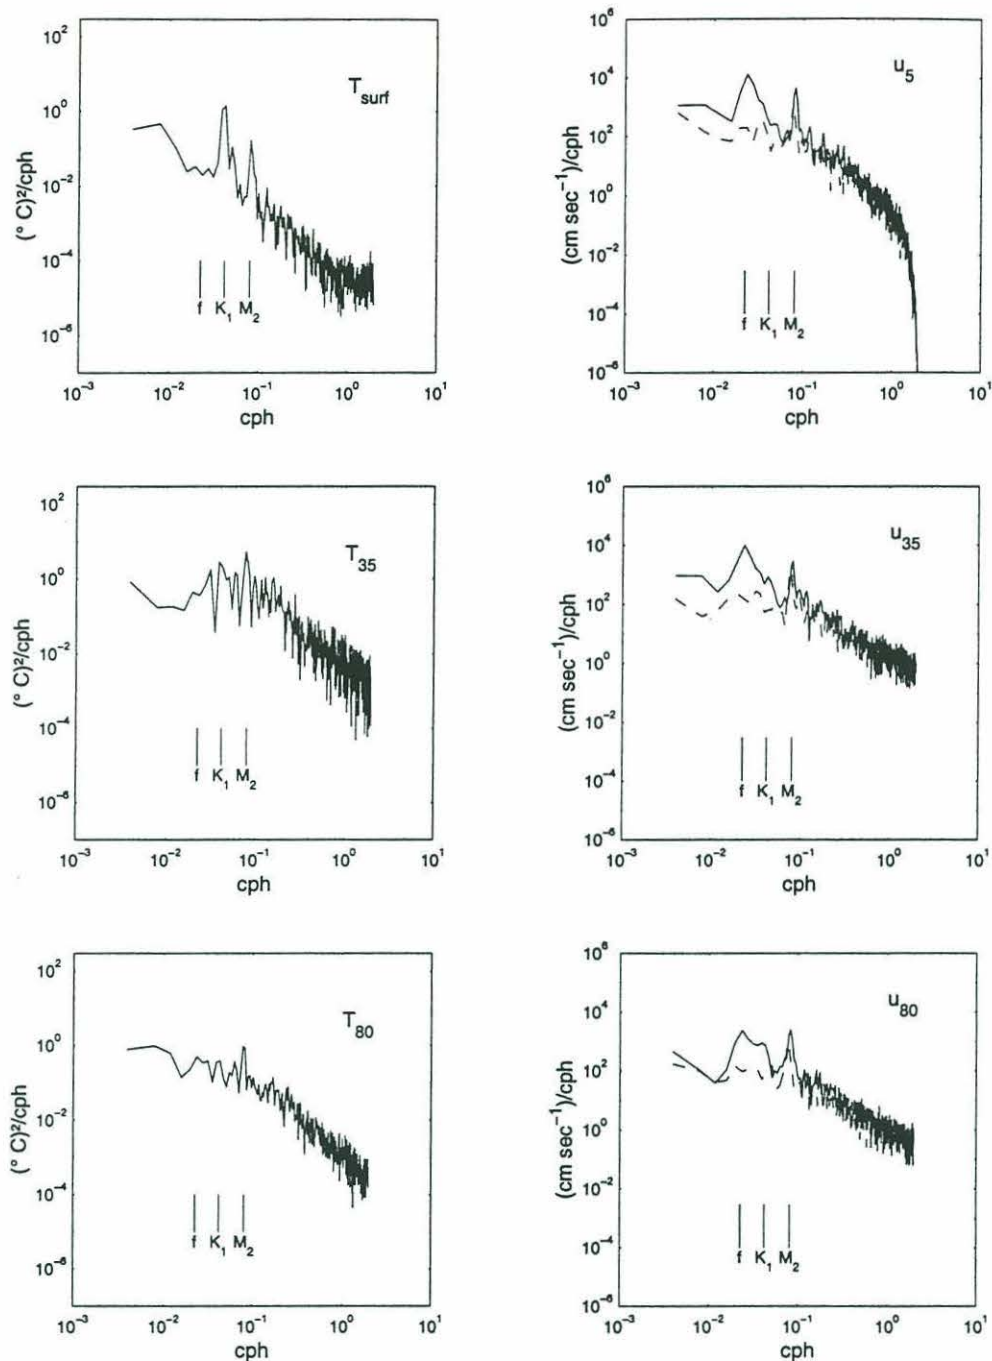 10²
10⁰
10⁻²
10⁻⁴
10⁻⁶
(° C)²/cph
T_surf
f K₁ M₂
10⁻³ 10⁻² 10⁻¹ 10⁰ 10¹
cph
10⁶
10⁴
10²
10⁰
10⁻²
10⁻⁴
10⁻⁶
(cm sec⁻¹)/cph
u₅
f K₁ M₂
10⁻³ 10⁻² 10⁻¹ 10⁰ 10¹
cph
10²
10⁰
10⁻²
10⁻⁴
10⁻⁶
(° C)²/cph
T₃₅
f K₁ M₂
10⁻³ 10⁻² 10⁻¹ 10⁰ 10¹
cph
10⁶
10⁴
10²
10⁰
10⁻²
10⁻⁴
10⁻⁶
(cm sec⁻¹)/cph
u₃₅
f K₁ M₂
10⁻³ 10⁻² 10⁻¹ 10⁰ 10¹
cph
10²
10⁰
10⁻²
10⁻⁴
10⁻⁶
(° C)²/cph
T₈₀
f K₁ M₂
10⁻³ 10⁻² 10⁻¹ 10⁰ 10¹
cph
10⁶
10⁴
10²
10⁰
10⁻²
10⁻⁴
10⁻⁶
(cm sec⁻¹)/cph
u₈₀
f K₁ M₂
10⁻³ 10⁻² 10⁻¹ 10⁰ 10¹
cph